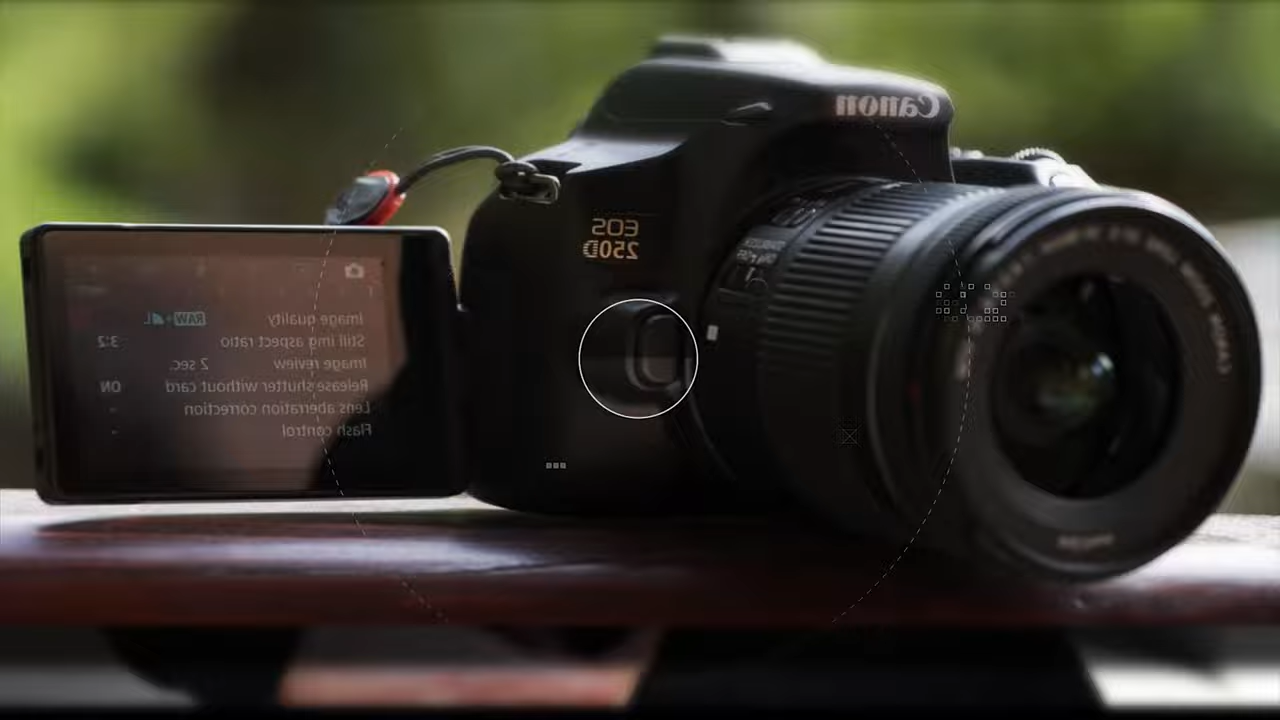 Canon
EOS
250D
Image quality RAW+L
Still img aspect ratio 3:2
Image review 2 sec.
Release shutter without card ON
Lens aberration correction
Flash control